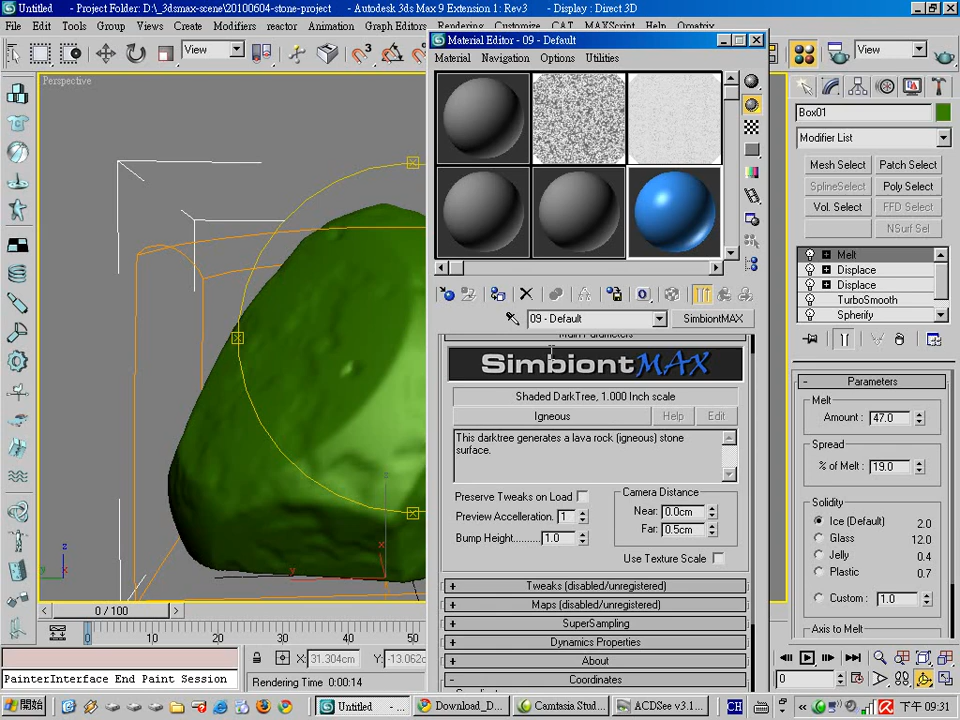 Untitled - Project Folder: D:\_3dsmax-scene\20100604-stone-project - Autodesk 3ds Max 9 Extension 1: Rev3 - Display : Direct 3D
File Edit Tools Group Views Create Modifiers reactor Animation Graph Editors Rendering Customize CAT MAXScript Help Omatrix
View
View
Perspective
Material Editor - 09 - Default
Material Navigation Options Utilities
09 - Default
SimbiontMAX
Main Parameters
Simbiont MAX
Shaded DarkTree, 1.000 Inch scale
Igneous Help Edit
This darktree generates a lava rock (igneous) stone
surface.
Preserve Tweaks on Load
Preview Accelleration. 1
Bump Height......... 1.0
Camera Distance
Near: 0.0cm
Far: 0.5cm
Use Texture Scale
+ Tweaks (disabled/unregistered)
+ Maps (disabled/unregistered)
+ SuperSampling
+ Dynamics Properties
+ About
- Coordinates
Box01
Modifier List
Mesh Select Patch Select
SplineSelect Poly Select
Vol. Select FFD Select
NSurf Sel
Melt
Displace
Displace
TurboSmooth
Spherify
- Parameters
Melt
Amount : 47.0
Spread
% of Melt : 19.0
Solidity
Ice (Default) 2.0
Glass 12.0
Jelly 0.4
Plastic 0.7
Custom : 1.0
Axis to Melt
z
y
x
y
x
0 / 100
0 10 20 30 40 50
X: 31.304cm Y: -13.062c
PainterInterface End Paint Session
Rendering Time 0:00:14
0
開始
Untitled - ...
Download_D...
Camtasia Stud...
ACDSee v3.1...
CH
下午 09:31